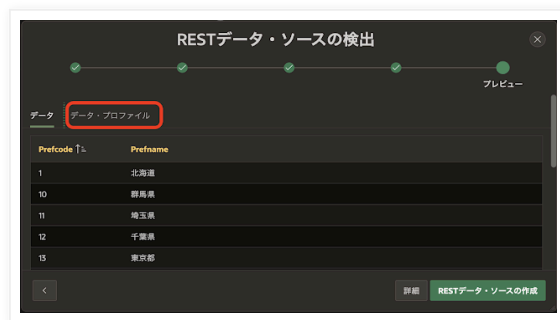 RESTデータ・ソースの検出
プレビュー
データ
データ・プロファイル
Prefcode
Prefname
1 北海道
10 群馬県
11 埼玉県
12 千葉県
13 東京都
詳細
RESTデータ・ソースの作成